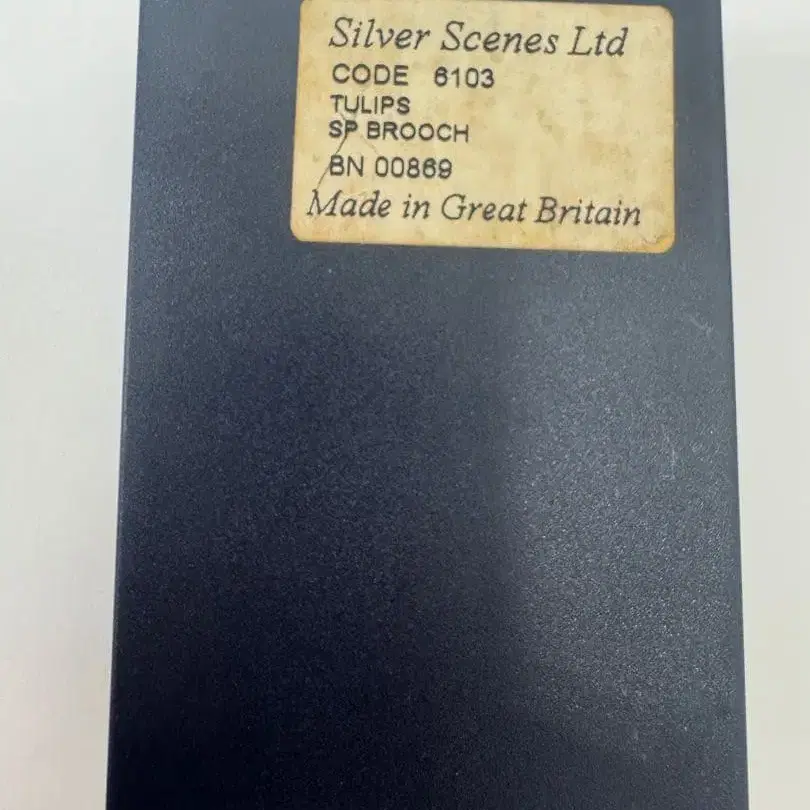 Silver Scenes Ltd
CODE 6103
TULIPS
SP BROOCH
BN 00869
Made in Great Britain